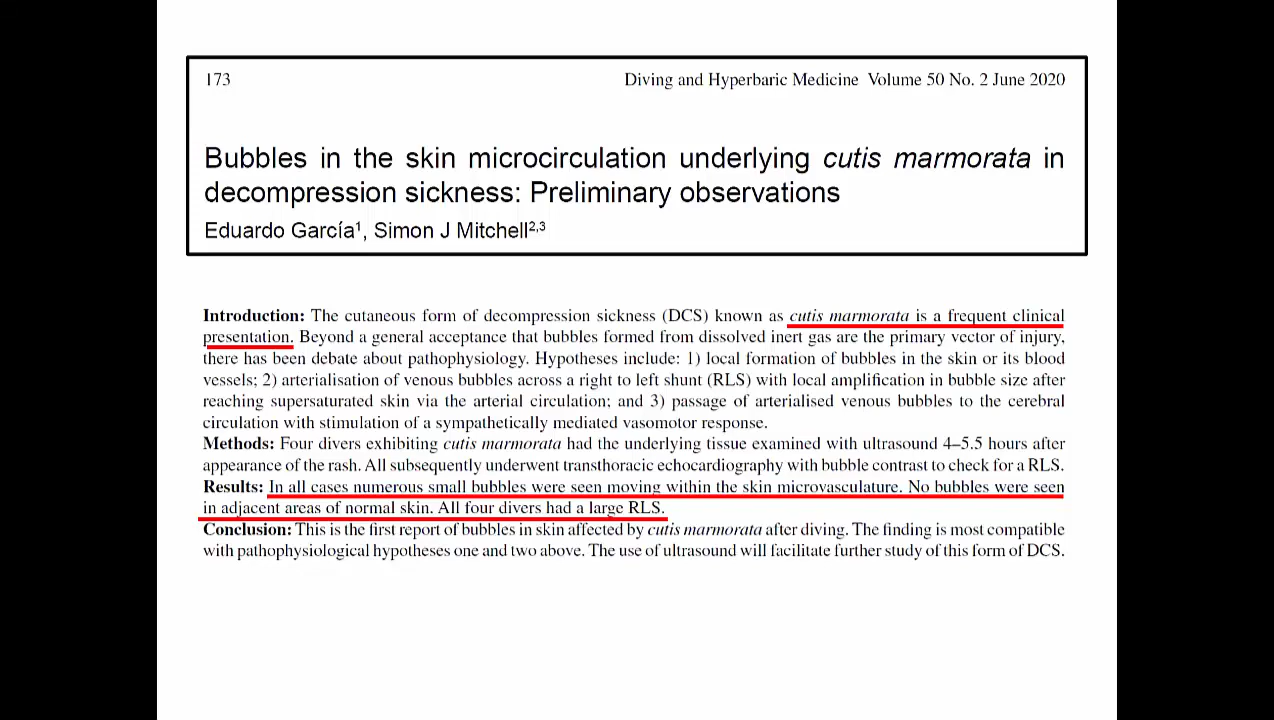 173 Diving and Hyperbaric Medicine Volume 50 No. 2 June 2020
Bubbles in the skin microcirculation underlying cutis marmorata in
decompression sickness: Preliminary observations
Eduardo García¹, Simon J Mitchell²,³
Introduction: The cutaneous form of decompression sickness (DCS) known as cutis marmorata is a frequent clinical
presentation. Beyond a general acceptance that bubbles formed from dissolved inert gas are the primary vector of injury,
there has been debate about pathophysiology. Hypotheses include: 1) local formation of bubbles in the skin or its blood
vessels; 2) arterialisation of venous bubbles across a right to left shunt (RLS) with local amplification in bubble size after
reaching supersaturated skin via the arterial circulation; and 3) passage of arterialised venous bubbles to the cerebral
circulation with stimulation of a sympathetically mediated vasomotor response.
Methods: Four divers exhibiting cutis marmorata had the underlying tissue examined with ultrasound 4–5.5 hours after
appearance of the rash. All subsequently underwent transthoracic echocardiography with bubble contrast to check for a RLS.
Results: In all cases numerous small bubbles were seen moving within the skin microvasculature. No bubbles were seen
in adjacent areas of normal skin. All four divers had a large RLS.
Conclusion: This is the first report of bubbles in skin affected by cutis marmorata after diving. The finding is most compatible
with pathophysiological hypotheses one and two above. The use of ultrasound will facilitate further study of this form of DCS.